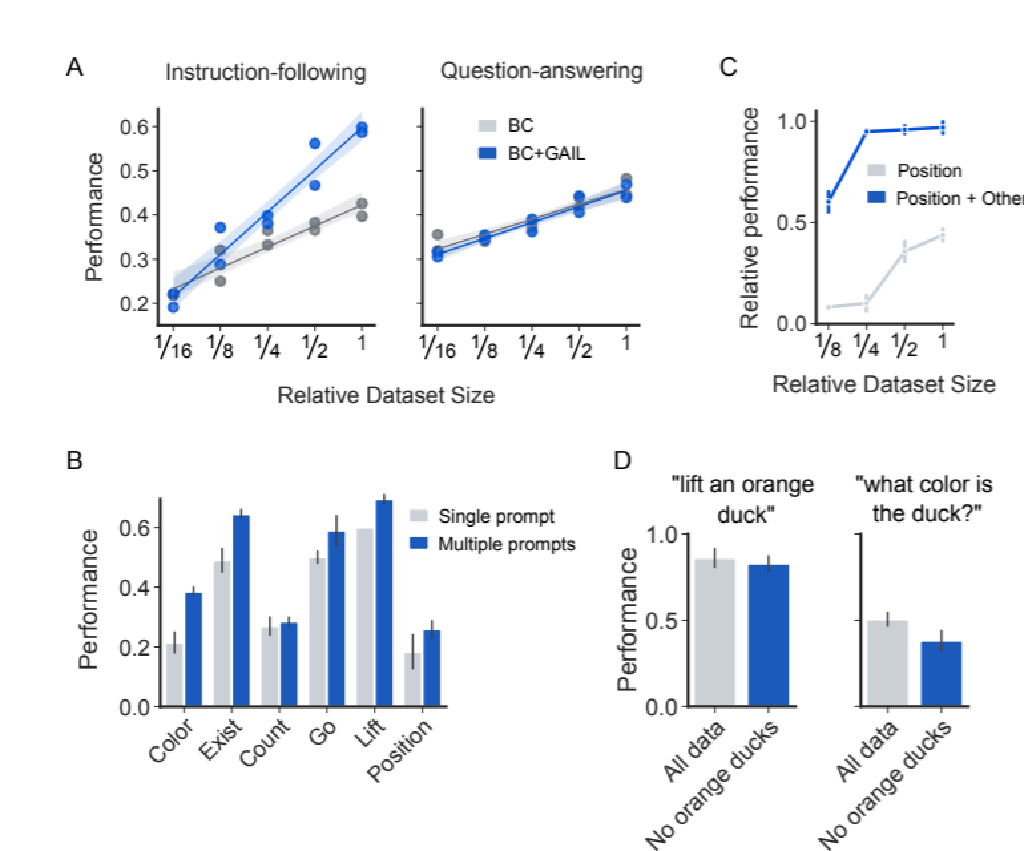 A
Instruction-following
Question-answering
0.6
0.5
0.4
0.3
0.2
Performance
BC
BC+GAIL
1/16
1/8
1/4
1/2
1
1/16
1/8
1/4
1/2
1
Relative Dataset Size
C
1.0
0.5
0.0
Relative performance
Position
Position + Other
1/8
1/4
1/2
1
Relative Dataset Size
B
0.6
0.4
0.2
0.0
Performance
Single prompt
Multiple prompts
Color
Exist
Count
Go
Lift
Position
D
"lift an orange
duck"
"what color is
the duck?"
1.0
0.5
0.0
Performance
All data
No orange ducks
All data
No orange ducks